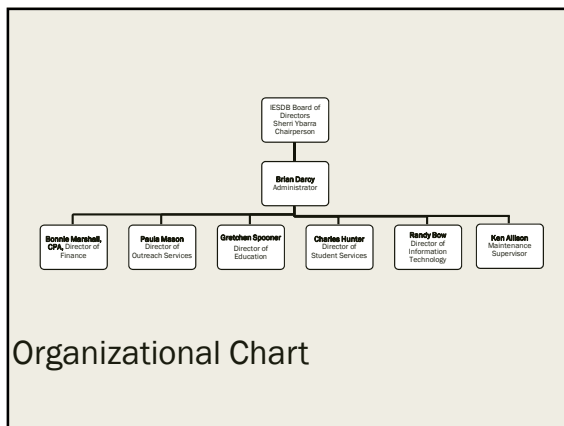 IESDB Board of
Directors
Sherri Ybarra
Chairperson
Brian Darcy
Administrator
Bonnie Marshall,
CPA, Director of
Finance
Paula Mason
Director of
Outreach Services
Gretchen Spooner
Director of
Education
Charles Hunter
Director of
Student Services
Randy Bow
Director of
Information
Technology
Ken Allison
Maintenance
Supervisor
Organizational Chart